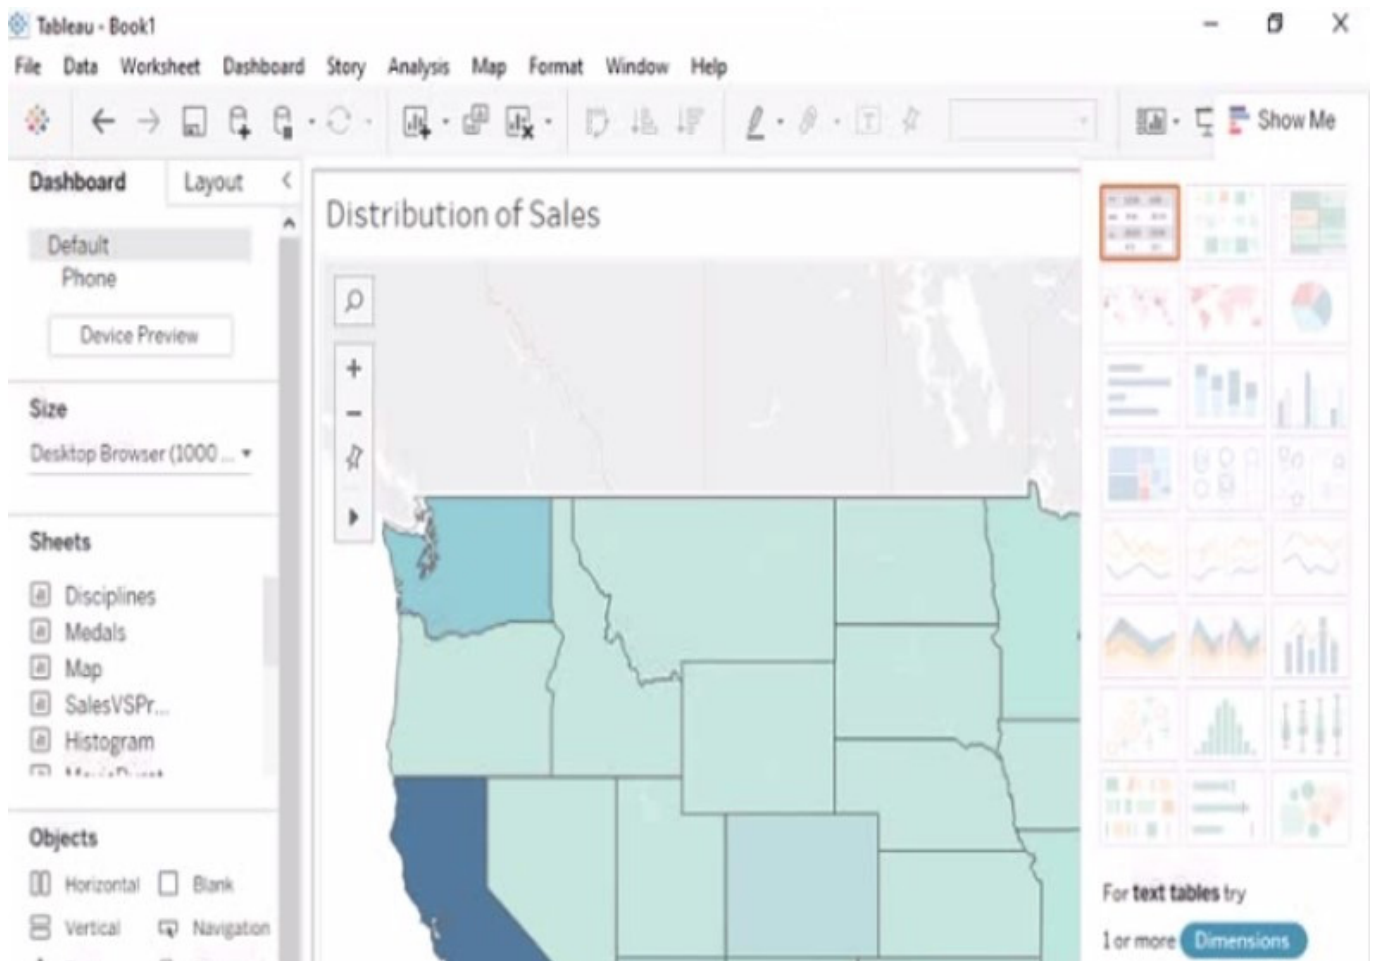 Tableau - Book1
File Data Worksheet Dashboard Story Analysis Map Format Window Help
Show Me
Dashboard Layout
Default
Phone
Device Preview
Size
Desktop Browser (1000 ...
Sheets
Disciplines
Medals
Map
SalesVSPr...
Histogram
Objects
Horizontal Blank
Vertical Navigation
Distribution of Sales
For text tables try
1 or more Dimensions